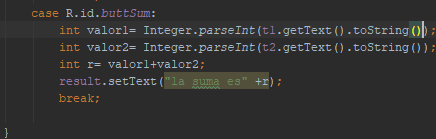 case R.id.buttSum:
int valor1= Integer.parseInt(t1.getText().toString());
int valor2= Integer.parseInt(t2.getText().toString());
int r= valor1+valor2;
result.setText("la suma es" +r);
break;
}